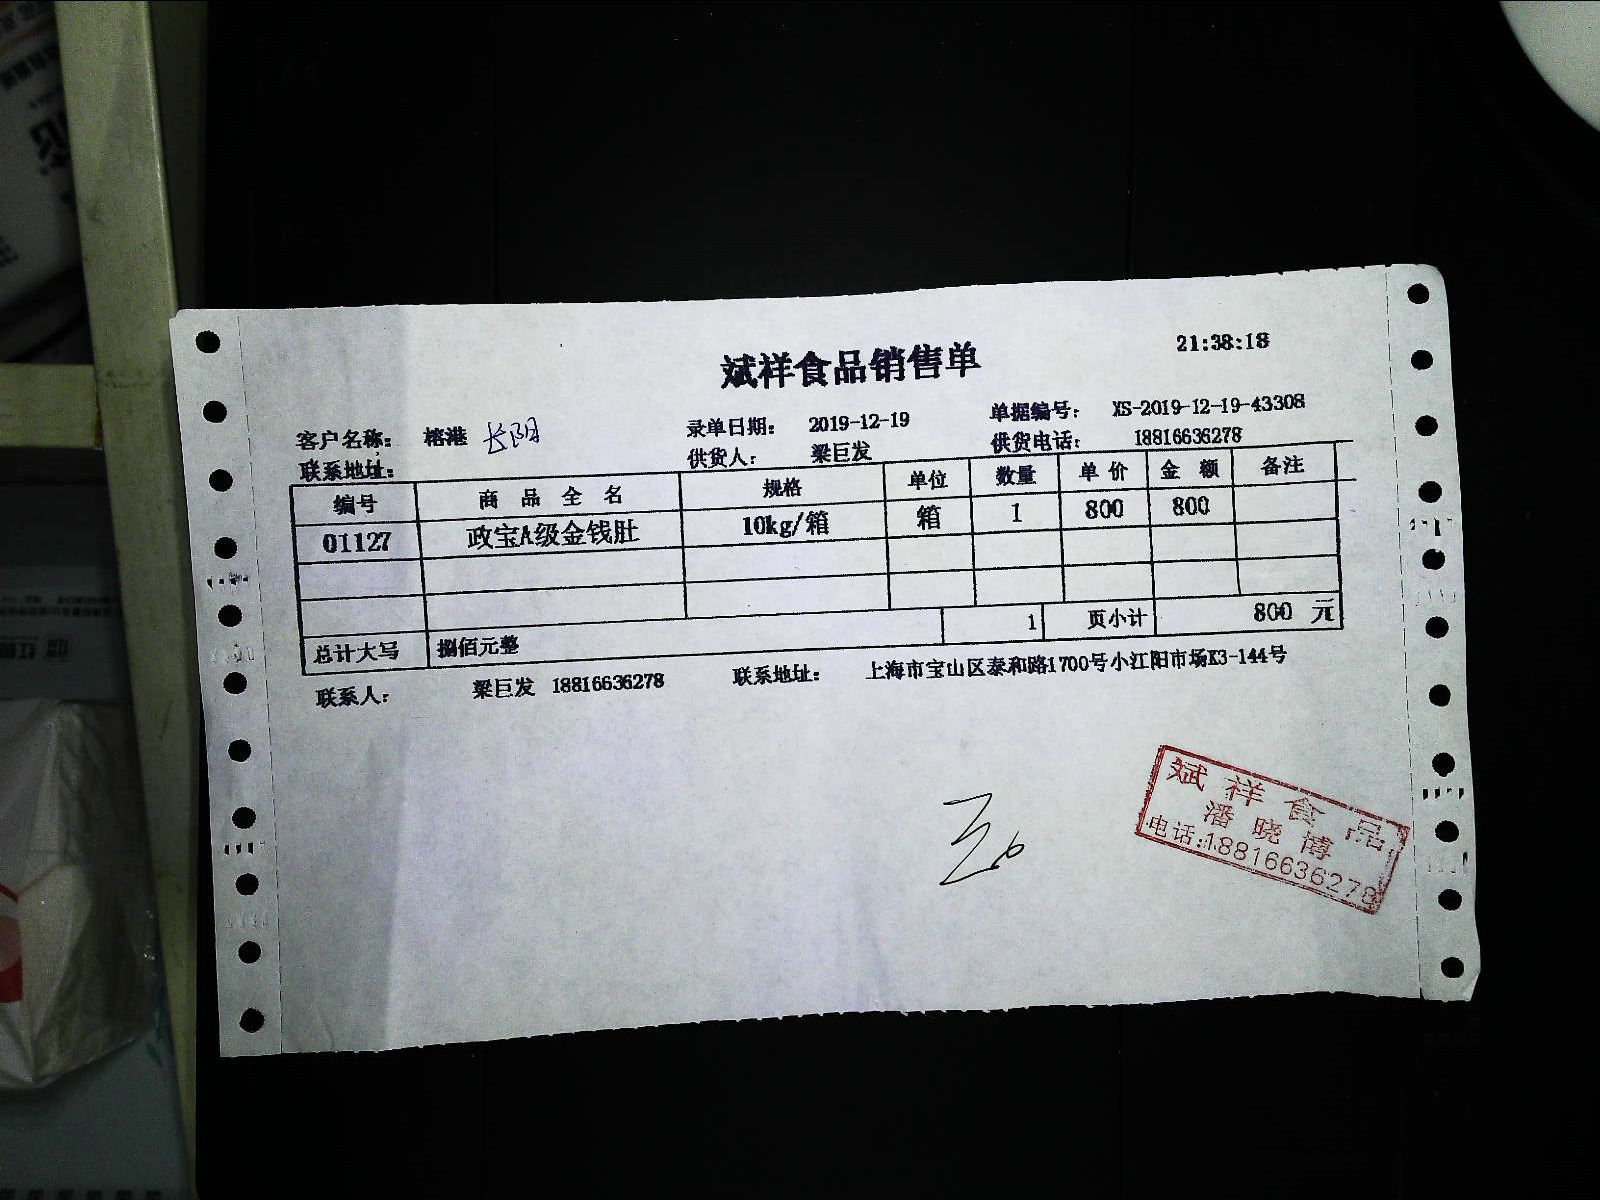 21:38:18
斌祥食品销售单
客户名称： 榕港 长阳 录单日期： 2019-12-19 单据编号： XS-2019-12-19-43308
联系地址： 供货人： 梁巨发 供货电话： 18816636278
编号 商品全名 规格 单位 数量 单价 金额 备注
01127 政宝A级金钱肚 10kg/箱 箱 1 800 800
总计大写 捌佰元整 1 页小计 800 元
联系人： 梁巨发 18816636278 联系地址： 上海市宝山区泰和路1700号小江阳市场K3-144号
斌祥食品
潘晓博
电话:18816636278